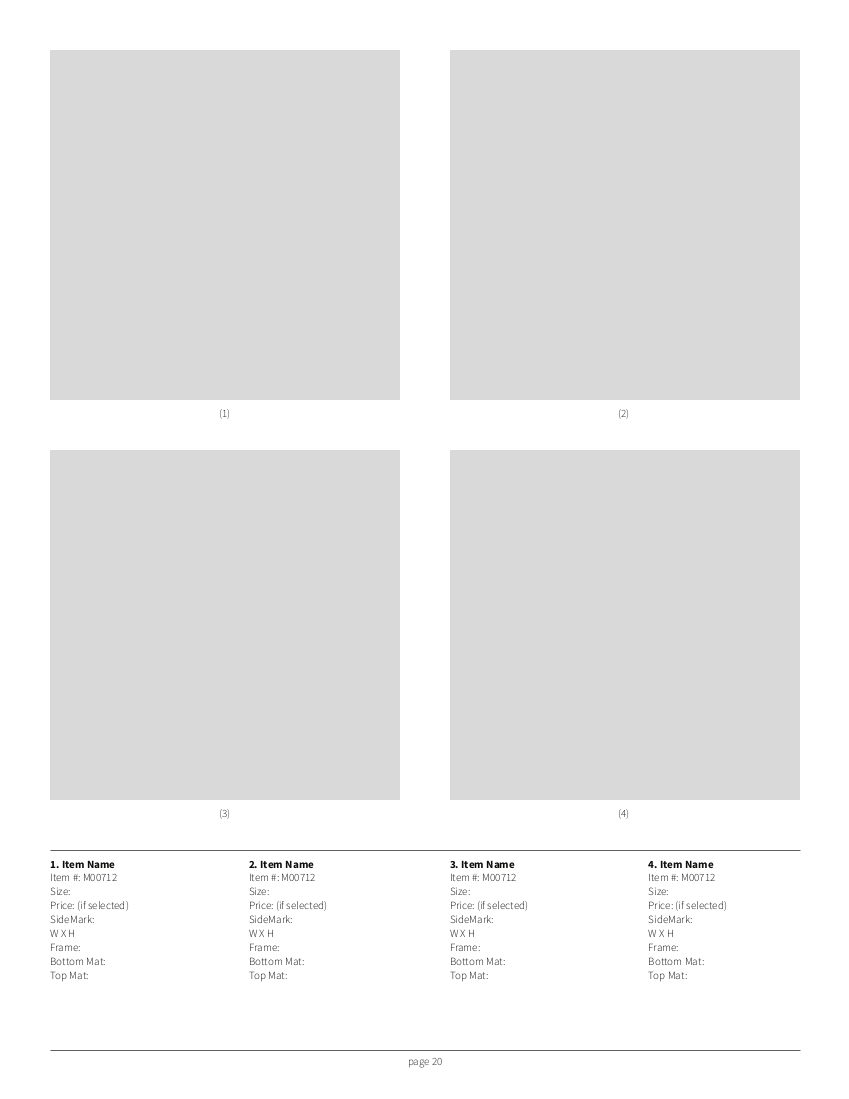 (1)
(2)
(3)
(4)
1. Item Name
Item #: M00712
Size:
Price: (if selected)
SideMark:
W X H
Frame:
Bottom Mat:
Top Mat:
2. Item Name
Item #: M00712
Size:
Price: (if selected)
SideMark:
W X H
Frame:
Bottom Mat:
Top Mat:
3. Item Name
Item #: M00712
Size:
Price: (if selected)
SideMark:
W X H
Frame:
Bottom Mat:
Top Mat:
4. Item Name
Item #: M00712
Size:
Price: (if selected)
SideMark:
W X H
Frame:
Bottom Mat:
Top Mat:
page 20